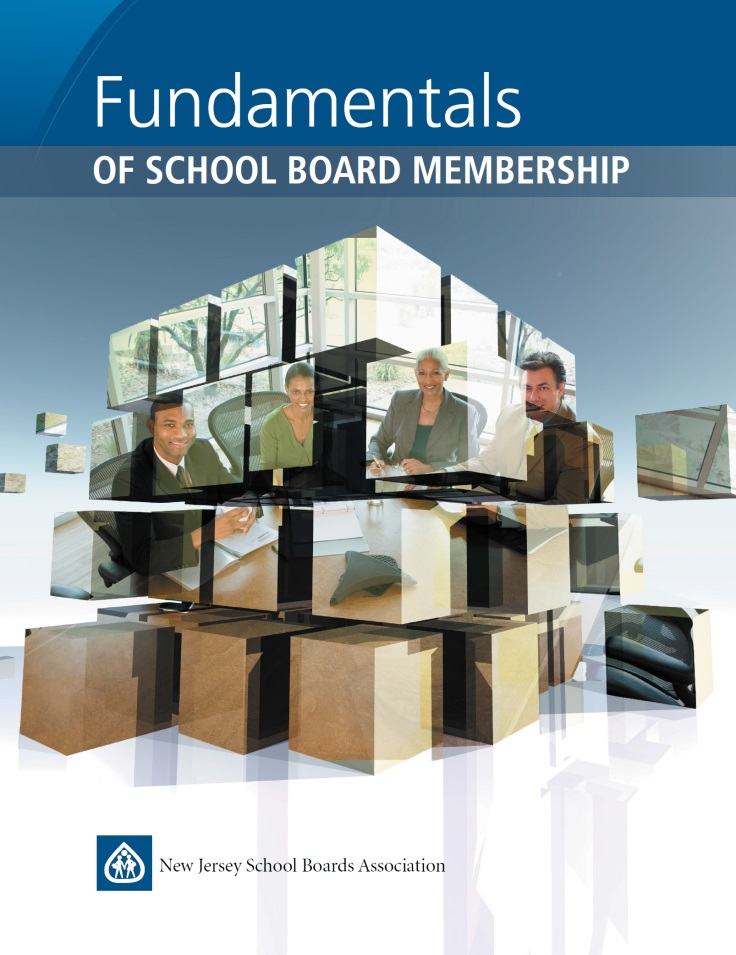 Fundamentals
OF SCHOOL BOARD MEMBERSHIP
New Jersey School Boards Association